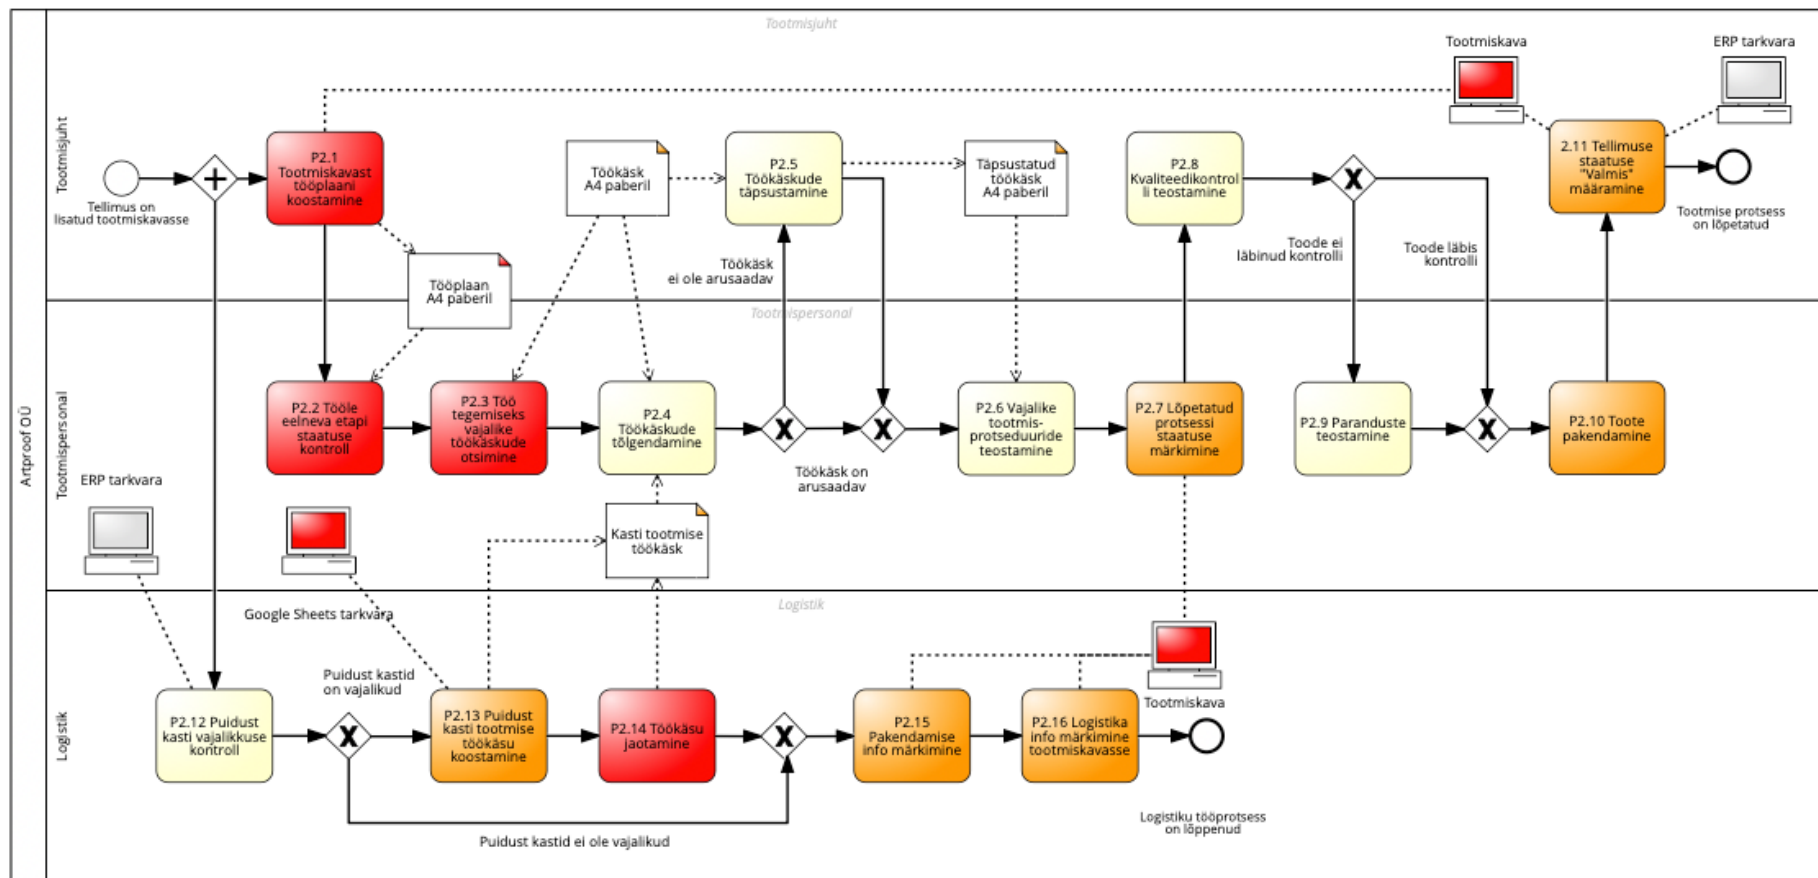 Artproof OÜ
Tootmisjuht
Tootmisjuht
Tootmiskava
ERP tarkvara
Tellimus on
lisatud tootmiskavasse
P2.1
Tootmiskavast
tööplaani
koostamine
Töökäsk
A4 paberil
P2.5
Töökäskude
täpsustamine
Täpsustatud
töökäsk
A4 paberil
P2.8
Kvaliteedikontrol
li teostamine
2.11 Tellimuse
staatuse
"Valmis"
määramine
Tootmise protsess
on lõpetatud
Tööplaan
A4 paberil
Töökäsk
ei ole arusaadav
Toode ei
läbinud kontrolli
Toode läbis
kontrolli
Tootmispersonal
Tootmispersonal
P2.2 Tööle
eelneva etapi
staatuse
kontroll
P2.3 Töö
tegemiseks
vajalike
töökäskude
otsimine
P2.4
Töökäskude
tõlgendamine
Töökäsk on
arusaadav
P2.6 Vajalike
tootmis-
protseduuride
teostamine
P2.7 Lõpetatud
protsessi
staatuse
märkimine
P2.9 Paranduste
teostamine
P2.10 Toote
pakendamine
ERP tarkvara
Kasti tootmise
töökäsk
Google Sheets tarkvara
Logistik
Logistik
Puidust kastid
on vajalikud
P2.12 Puidust
kasti vajalikkuse
kontroll
P2.13 Puidust
kasti tootmise
töökäsu
koostamine
P2.14 Töökäsu
jaotamine
P2.15
Pakendamise
info märkimine
P2.16 Logistika
info märkimine
tootmiskavasse
Tootmiskava
Puidust kastid ei ole vajalikud
Logistiku tööprotsess
on lõppenud